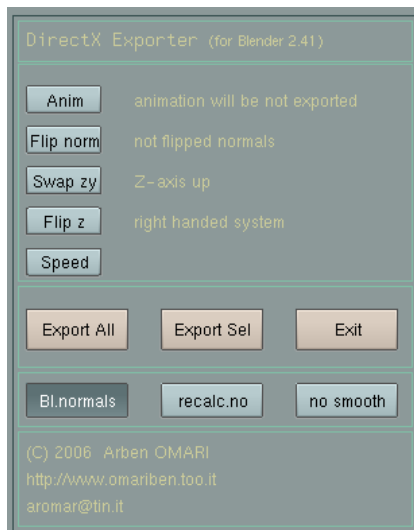 DirectX Exporter (for Blender 2.41)
Anim animation will be not exported
Flip norm not flipped normals
Swap zy Z-axis up
Flip z right handed system
Speed
Export All Export Sel Exit
Bl.normals recalc.no no smooth
(C) 2006 Arben OMARI
http://www.omariben.too.it
aromar@tin.it